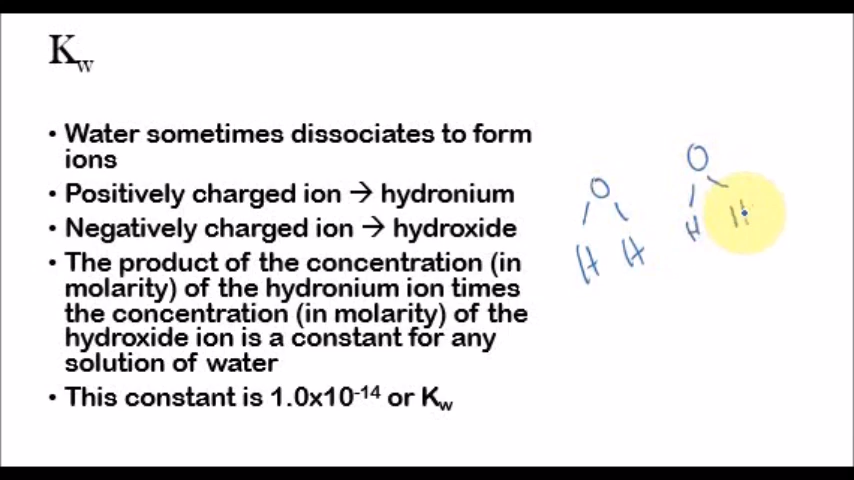 Kw
• Water sometimes dissociates to form
ions
• Positively charged ion → hydronium
• Negatively charged ion → hydroxide
• The product of the concentration (in
molarity) of the hydronium ion times
the concentration (in molarity) of the
hydroxide ion is a constant for any
solution of water
• This constant is 1.0x10-14 or Kw
O
H H
O
H H